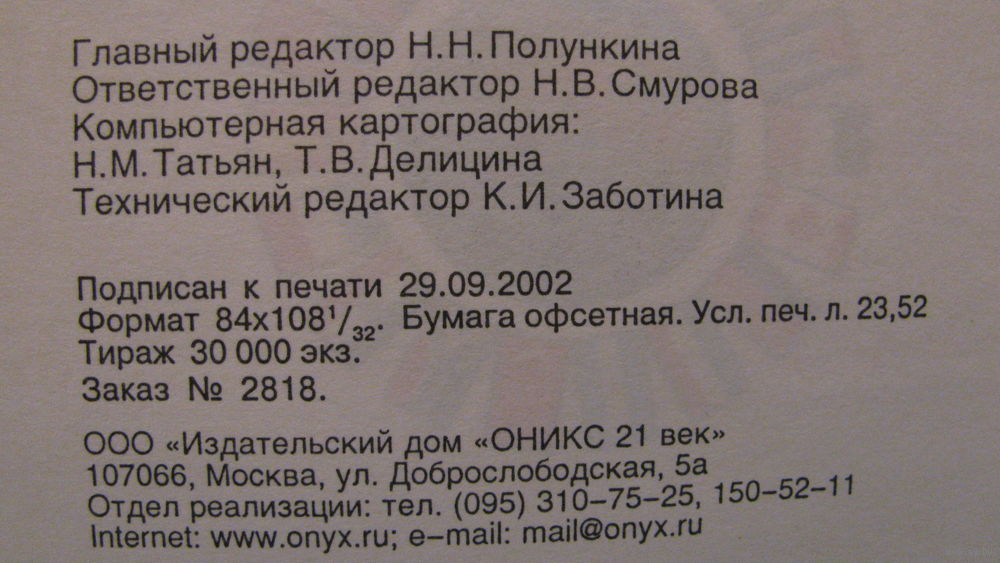 Главный редактор Н.Н.Полункина
Ответственный редактор Н.В.Смурова
Компьютерная картография:
Н.М.Татьян, Т.В.Делицина
Технический редактор К.И.Заботина
Подписан к печати 29.09.2002
Формат 84x108¹/₃₂. Бумага офсетная. Усл. печ. л. 23,52
Тираж 30 000 экз.
Заказ № 2818.
ООО «Издательский дом «ОНИКС 21 век»
107066, Москва, ул. Доброслободская, 5а
Отдел реализации: тел. (095) 310–75–25, 150–52–11
Internet: www.onyx.ru; e–mail: mail@onyx.ru